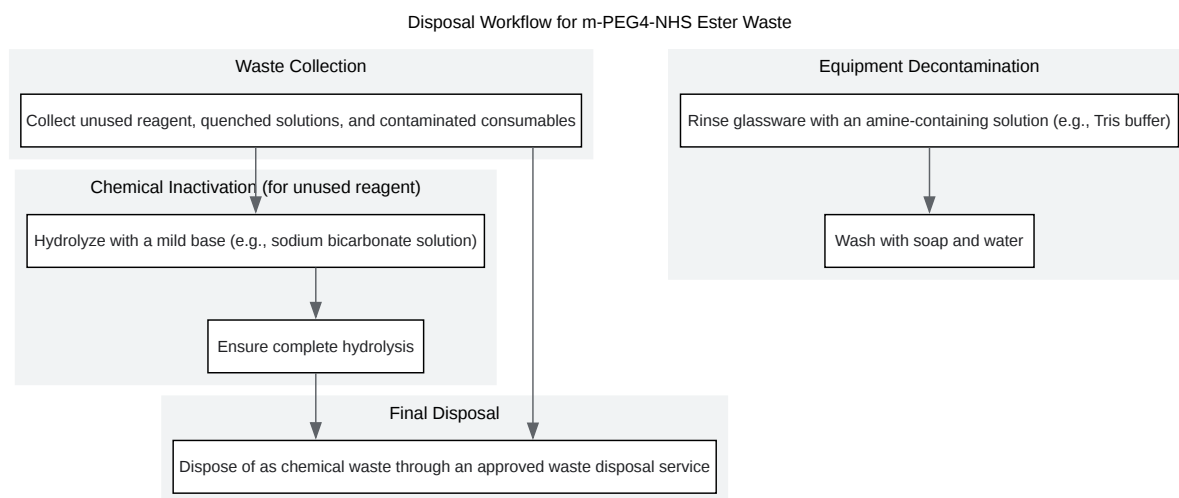 Disposal Workflow for m-PEG4-NHS Ester Waste
Waste Collection
Collect unused reagent, quenched solutions, and contaminated consumables
Chemical Inactivation (for unused reagent)
Hydrolyze with a mild base (e.g., sodium bicarbonate solution)
Ensure complete hydrolysis
Final Disposal
Dispose of as chemical waste through an approved waste disposal service
Equipment Decontamination
Rinse glassware with an amine-containing solution (e.g., Tris buffer)
Wash with soap and water